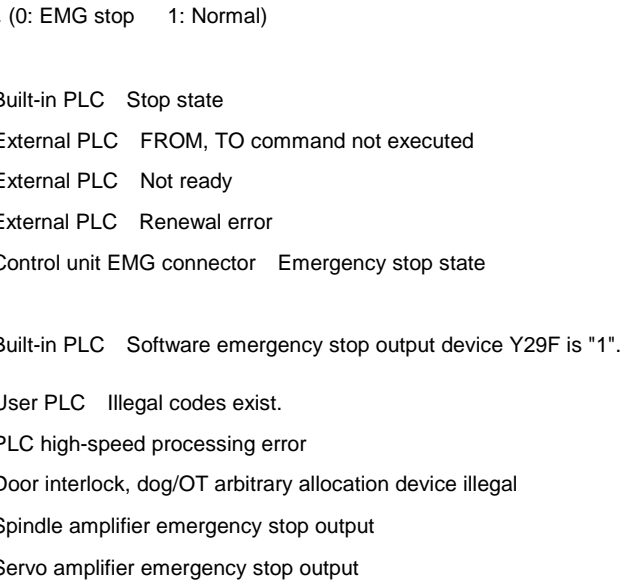 (0: EMG stop 1: Normal)
Built-in PLC Stop state
External PLC FROM, TO command not executed
External PLC Not ready
External PLC Renewal error
Control unit EMG connector Emergency stop state
Built-in PLC Software emergency stop output device Y29F is "1".
User PLC Illegal codes exist.
PLC high-speed processing error
Door interlock, dog/OT arbitrary allocation device illegal
Spindle amplifier emergency stop output
Servo amplifier emergency stop output